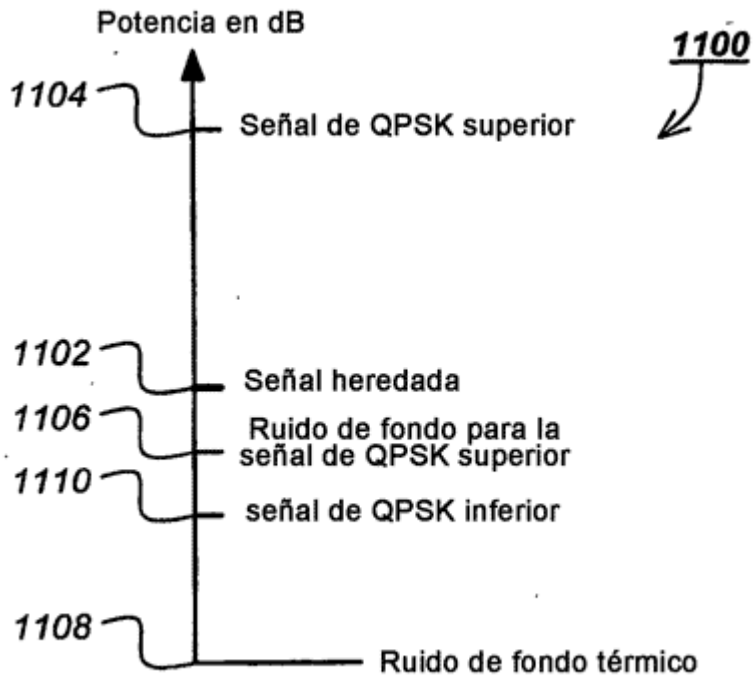 Potencia en dB
1100
1104
Señal de QPSK superior
1102
Señal heredada
1106
Ruido de fondo para la
señal de QPSK superior
1110
señal de QPSK inferior
1108
Ruido de fondo térmico